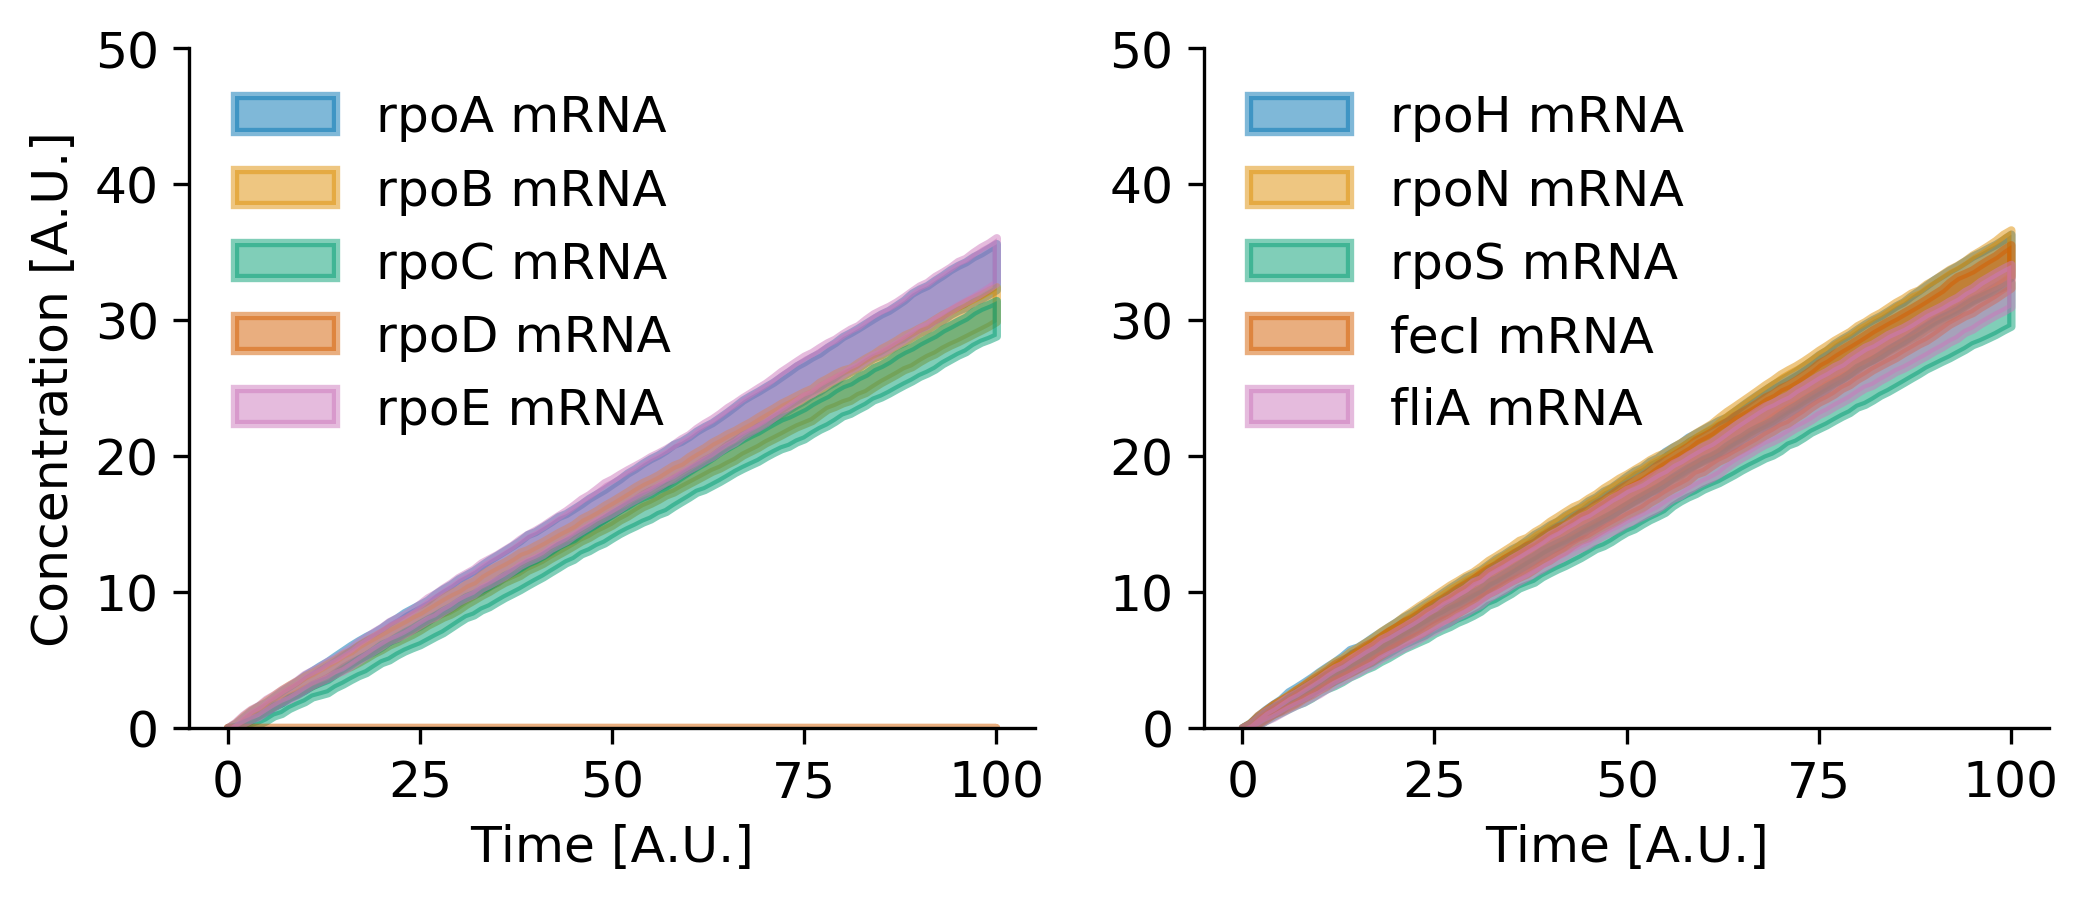 50
40
30
20
10
0
Concentration [A.U.]
rpoA mRNA
rpoB mRNA
rpoC mRNA
rpoD mRNA
rpoE mRNA
0 25 50 75 100
Time [A.U.]
50
40
30
20
10
0
rpoH mRNA
rpoN mRNA
rpoS mRNA
fecI mRNA
fliA mRNA
0 25 50 75 100
Time [A.U.]